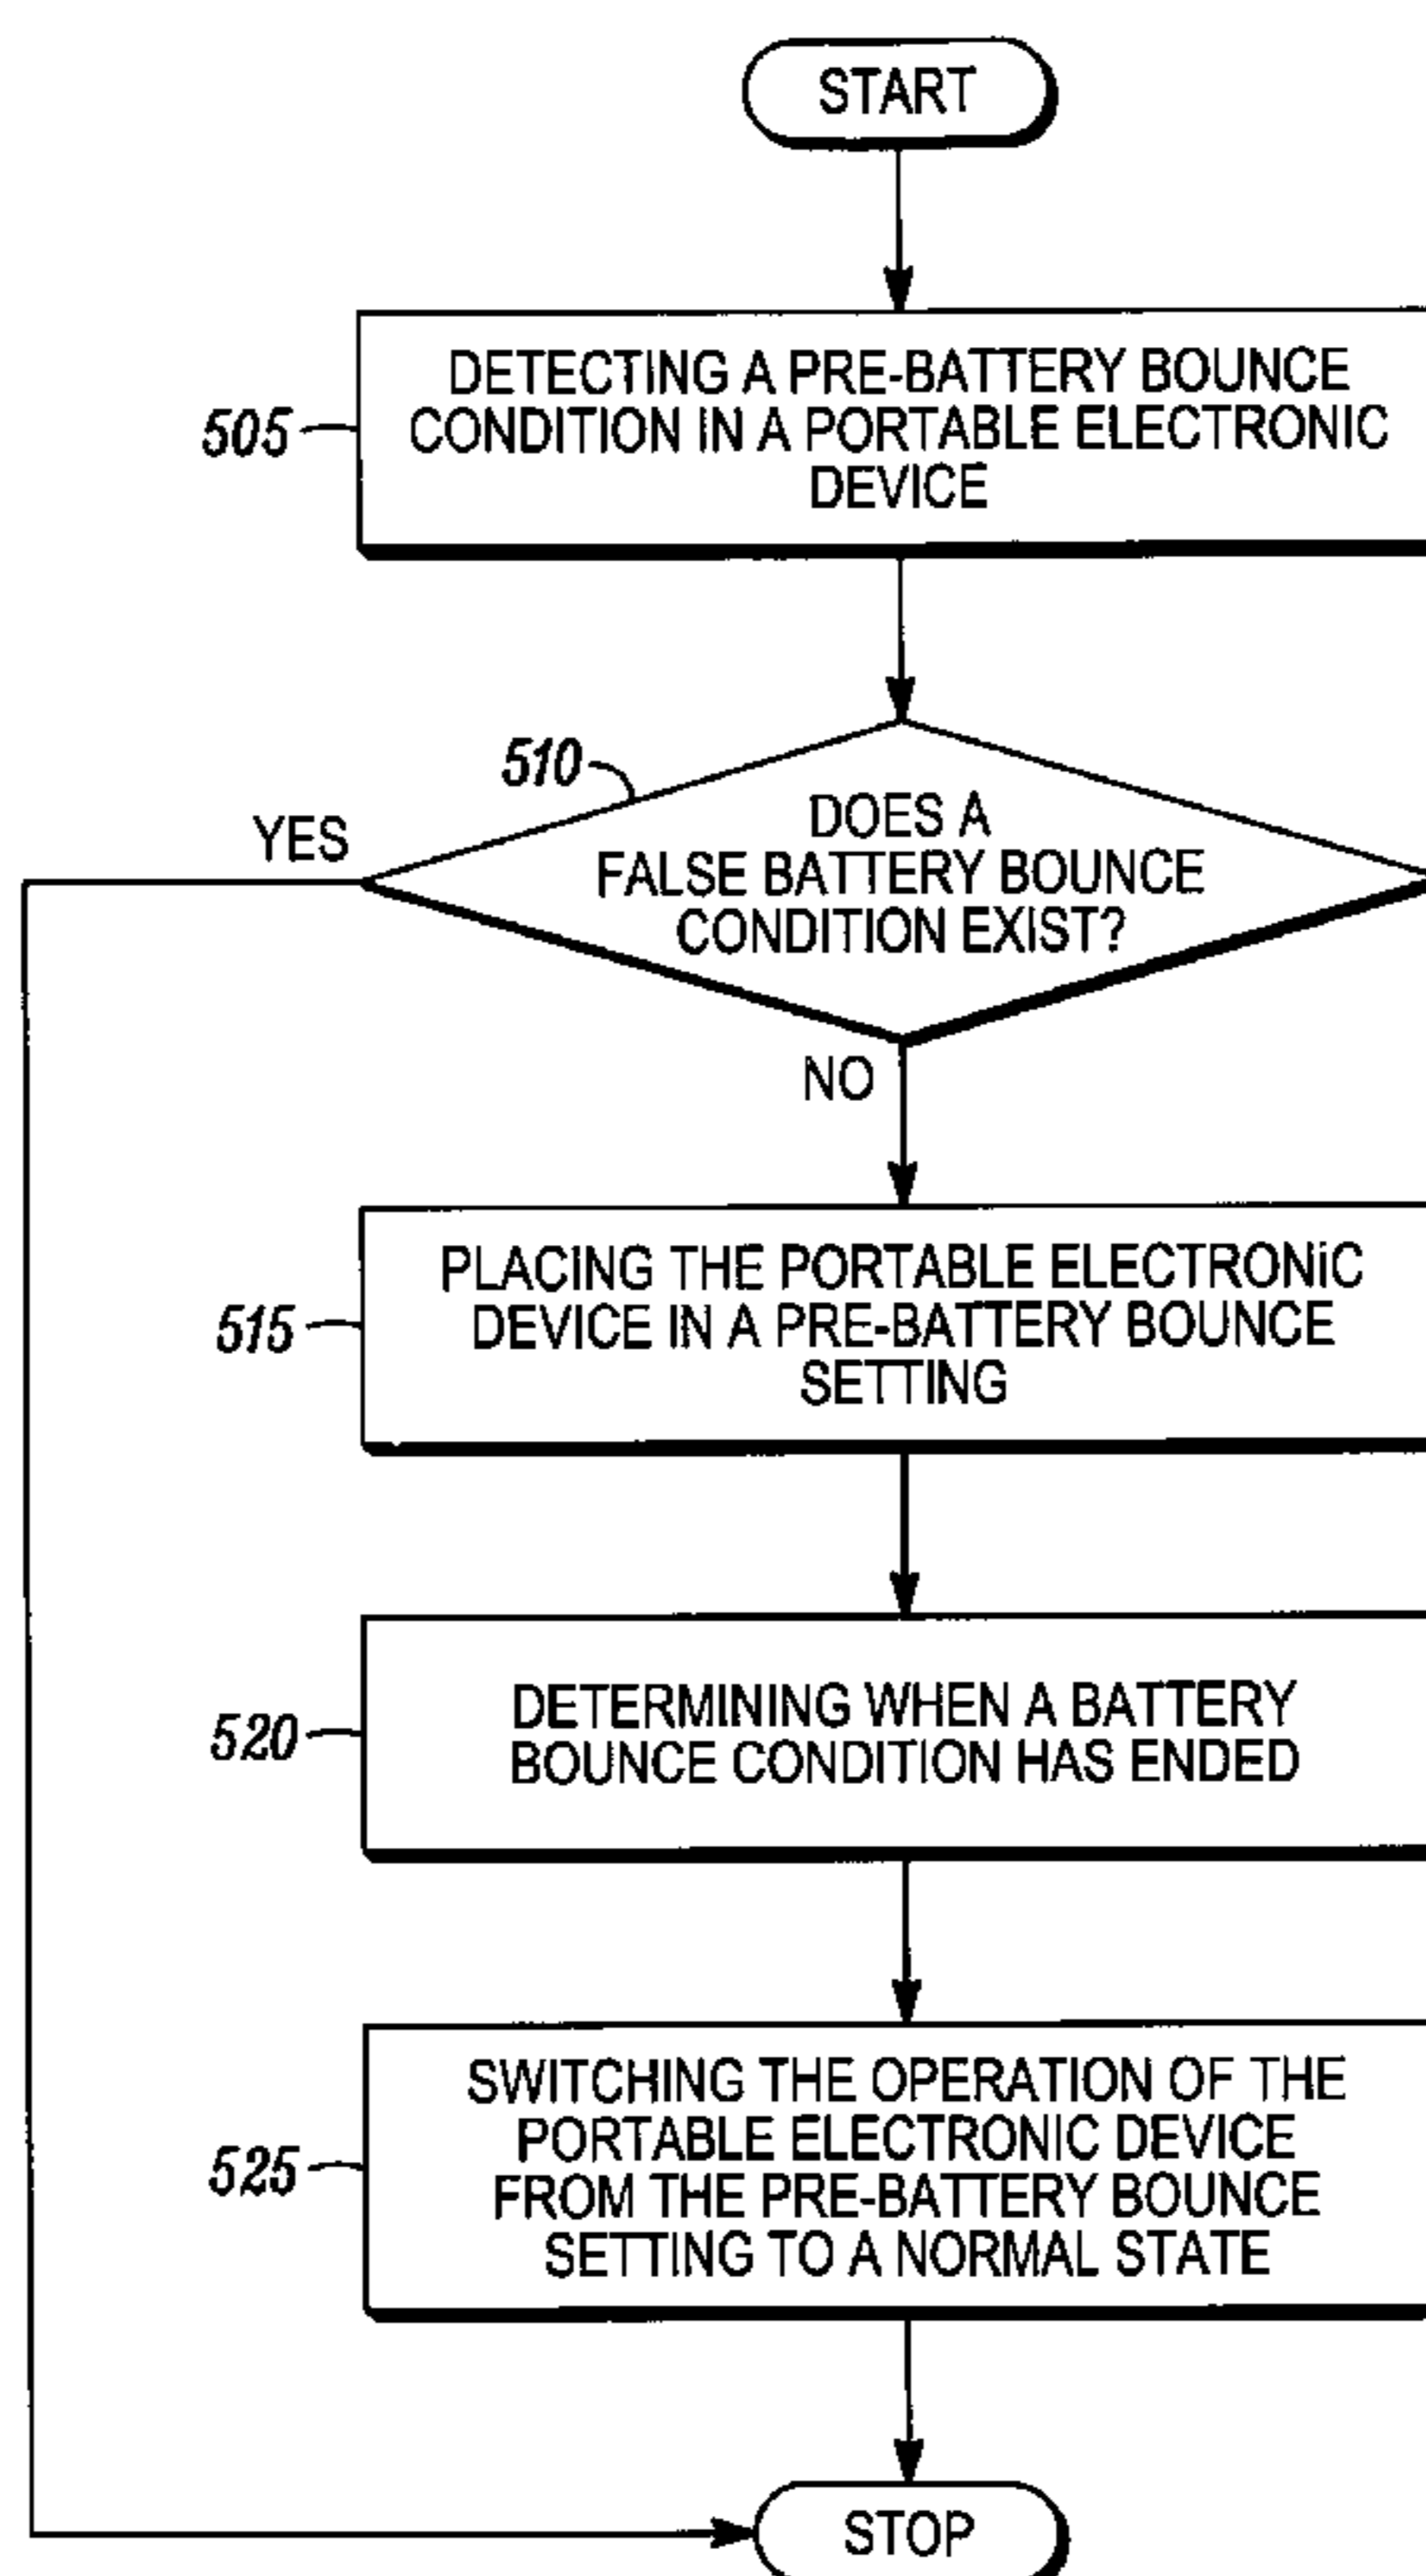 START
DETECTING A PRE-BATTERY BOUNCE
CONDITION IN A PORTABLE ELECTRONIC
DEVICE
505
510
YES
DOES A
FALSE BATTERY BOUNCE
CONDITION EXIST?
NO
PLACING THE PORTABLE ELECTRONIC
DEVICE IN A PRE-BATTERY BOUNCE
SETTING
515
DETERMINING WHEN A BATTERY
BOUNCE CONDITION HAS ENDED
520
SWITCHING THE OPERATION OF THE
PORTABLE ELECTRONIC DEVICE
FROM THE PRE-BATTERY BOUNCE
SETTING TO A NORMAL STATE
525
STOP